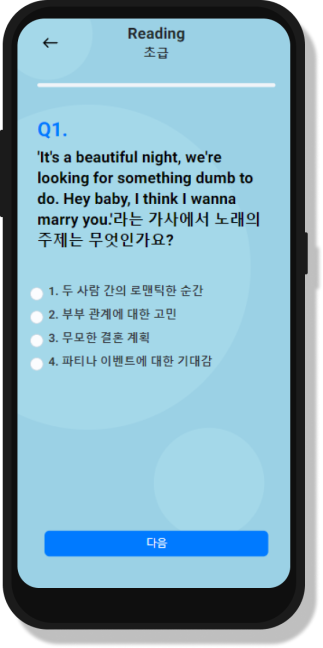 Reading
초급
Q1.
'It's a beautiful night, we're
looking for something dumb to
do. Hey baby, I think I wanna
marry you.'라는 가사에서 노래의
주제는 무엇인가요?
1. 두 사람 간의 로맨틱한 순간
2. 부부 관계에 대한 고민
3. 무모한 결혼 계획
4. 파티나 이벤트에 대한 기대감
다음